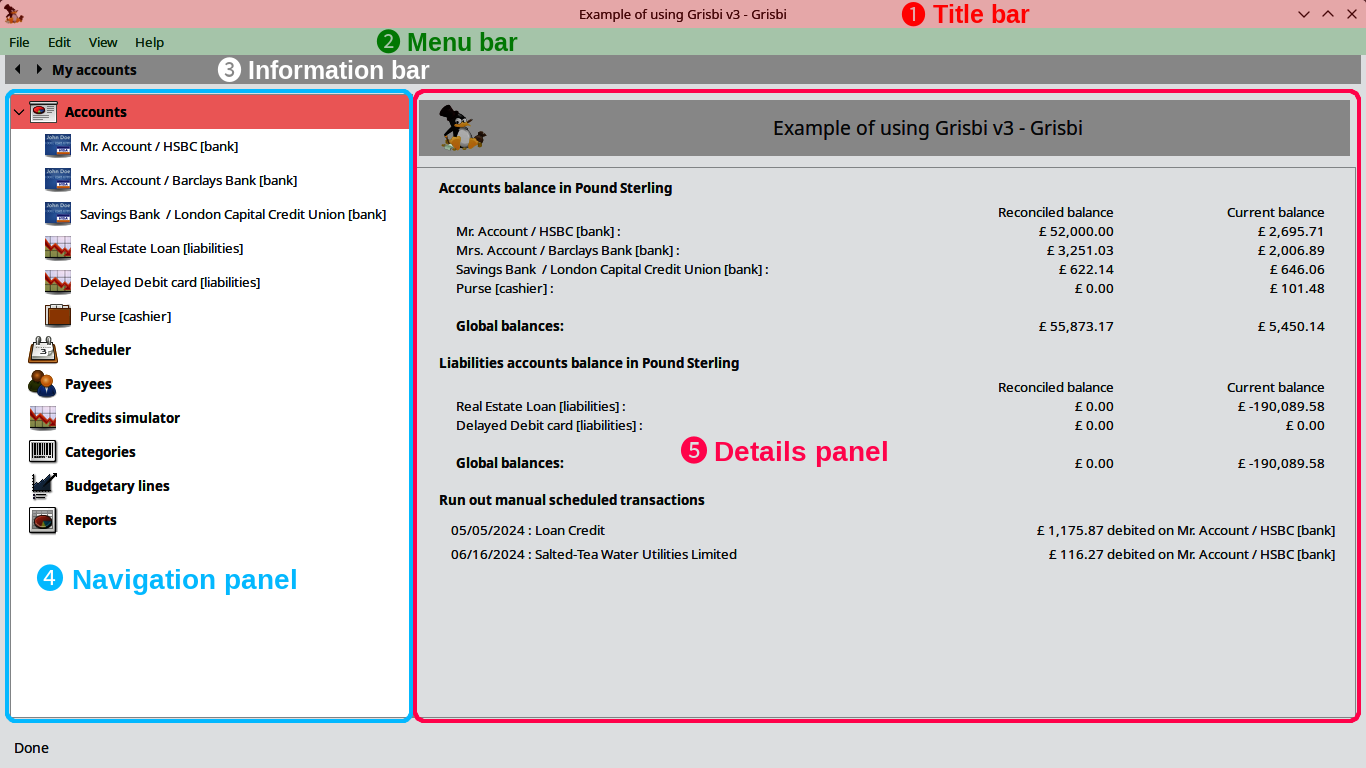 Example of using Grisbi v3 - Grisbi ❶ Title bar
File Edit View Help ❷ Menu bar
My accounts ❸ Information bar
Accounts
Mr. Account / HSBC [bank]
Mrs. Account / Barclays Bank [bank]
Savings Bank / London Capital Credit Union [bank]
Real Estate Loan [liabilities]
Delayed Debit card [liabilities]
Purse [cashier]
Scheduler
Payees
Credits simulator
Categories
Budgetary lines
Reports
❹ Navigation panel
Example of using Grisbi v3 - Grisbi
Accounts balance in Pound Sterling
Reconciled balance Current balance
Mr. Account / HSBC [bank] : £ 52,000.00 £ 2,695.71
Mrs. Account / Barclays Bank [bank] : £ 3,251.03 £ 2,006.89
Savings Bank / London Capital Credit Union [bank] : £ 622.14 £ 646.06
Purse [cashier] : £ 0.00 £ 101.48
Global balances: £ 55,873.17 £ 5,450.14
Liabilities accounts balance in Pound Sterling
Reconciled balance Current balance
Real Estate Loan [liabilities] : £ 0.00 £ -190,089.58
Delayed Debit card [liabilities] : £ 0.00 £ 0.00
❺ Details panel
Global balances: £ 0.00 £ -190,089.58
Run out manual scheduled transactions
05/05/2024 : Loan Credit £ 1,175.87 debited on Mr. Account / HSBC [bank]
06/16/2024 : Salted-Tea Water Utilities Limited £ 116.27 debited on Mr. Account / HSBC [bank]
Done